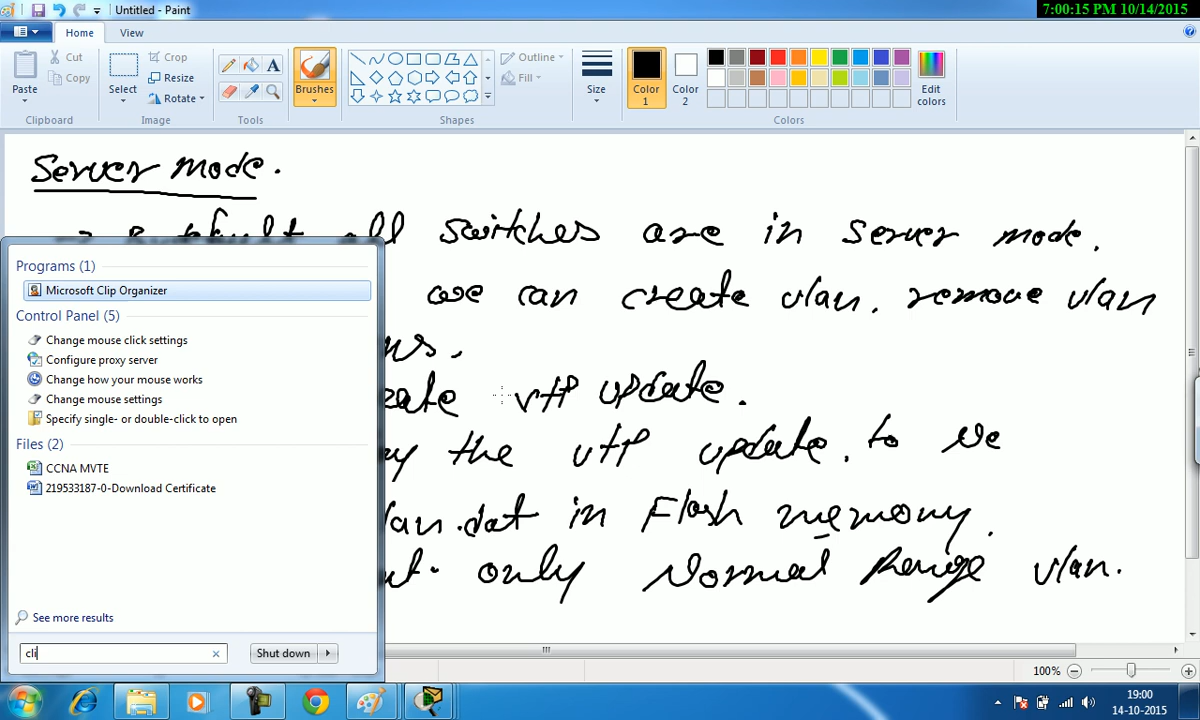 Untitled - Paint
7:00:15 PM 10/14/2015
Home View
Paste
Cut
Copy
Clipboard
Select
Crop
Resize
Rotate
Image
A
Tools
Brushes
Outline
Fill
Shapes
Size
Color 1
Color 2
Edit colors
Colors
Server mode.
all switches are in server mode.
we can create vlan. remove vlan
vtp update.
the vtp update. to
vlan.dat in Flash memory.
only Normal Range vlan.
Programs (1)
Microsoft Clip Organizer
Control Panel (5)
Change mouse click settings
Configure proxy server
Change how your mouse works
Change mouse settings
Specify single- or double-click to open
Files (2)
CCNA MVTE
219533187-0-Download Certificate
See more results
cli
Shut down
100%
19:00
14-10-2015